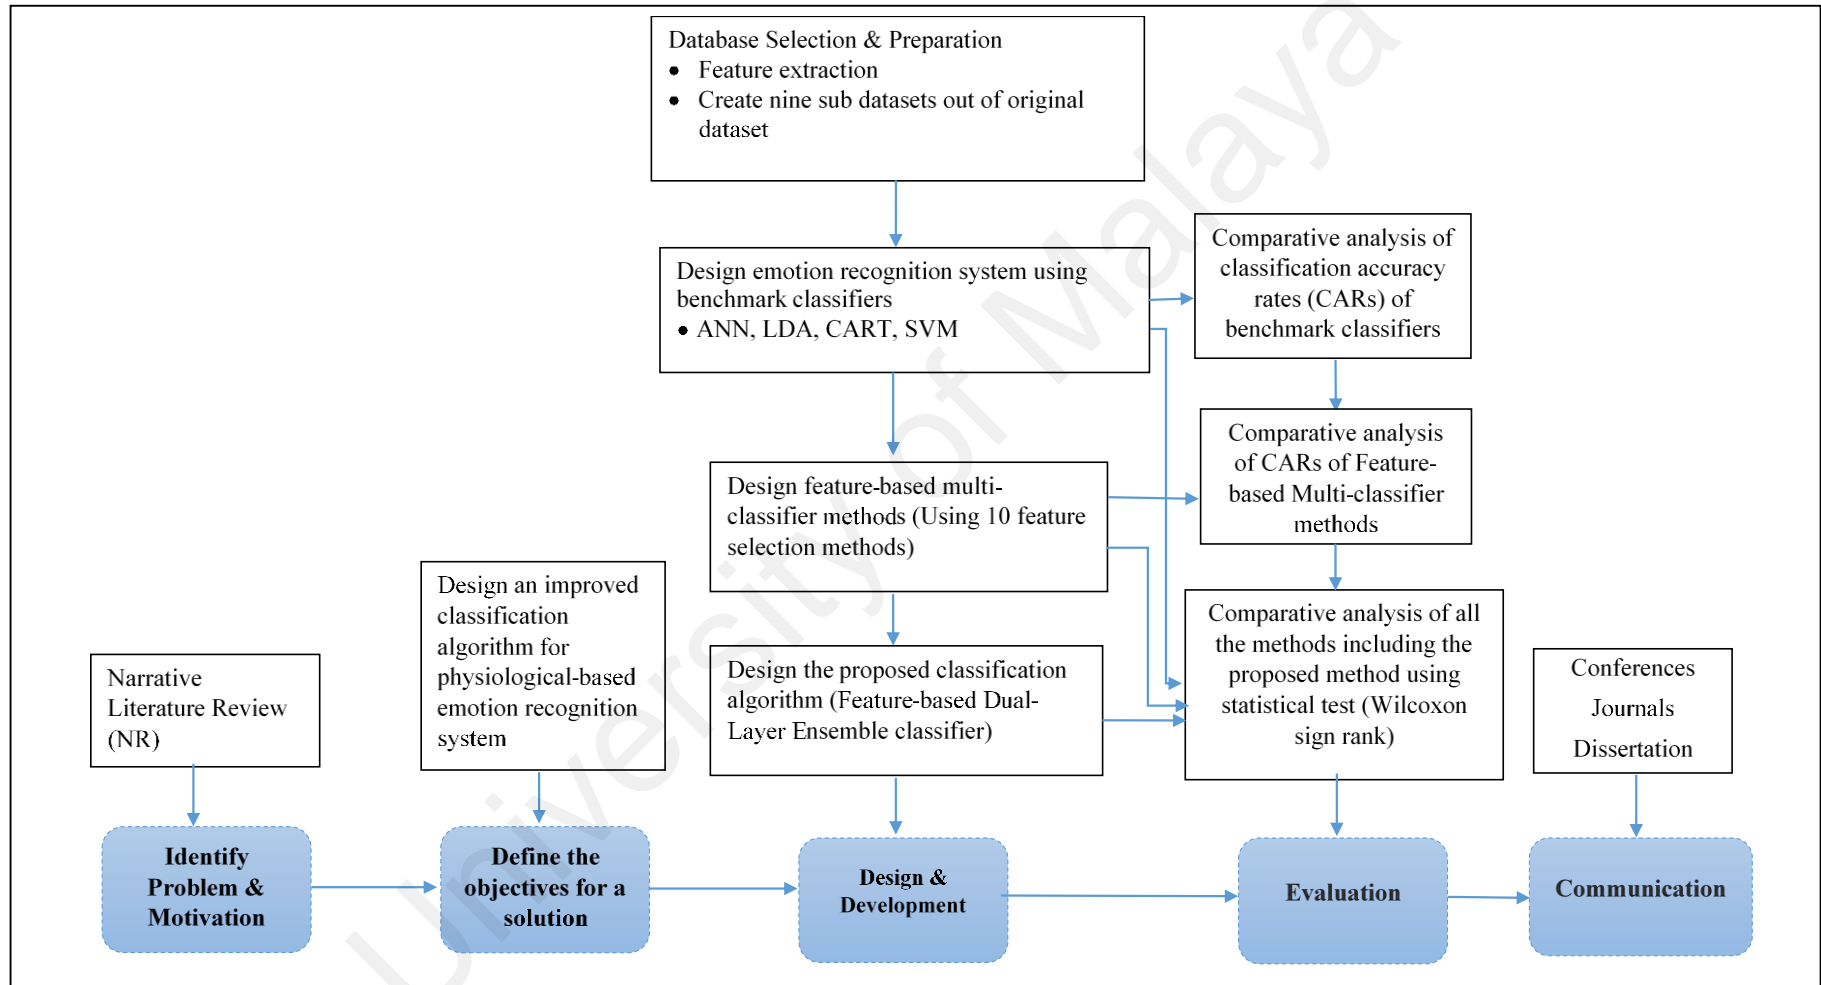 Database Selection & Preparation
• Feature extraction
• Create nine sub datasets out of original
dataset
Design emotion recognition system using
benchmark classifiers
• ANN, LDA, CART, SVM
Comparative analysis of
classification accuracy
rates (CARs) of
benchmark classifiers
Design feature-based multi-
classifier methods (Using 10 feature
selection methods)
Comparative analysis
of CARs of Feature-
based Multi-classifier
methods
Narrative
Literature Review
(NR)
Design an improved
classification
algorithm for
physiological-based
emotion recognition
system
Design the proposed classification
algorithm (Feature-based Dual-
Layer Ensemble classifier)
Comparative analysis of all
the methods including the
proposed method using
statistical test (Wilcoxon
sign rank)
Conferences
Journals
Dissertation
Identify
Problem &
Motivation
Define the
objectives for a
solution
Design &
Development
Evaluation
Communication
University of Malaya